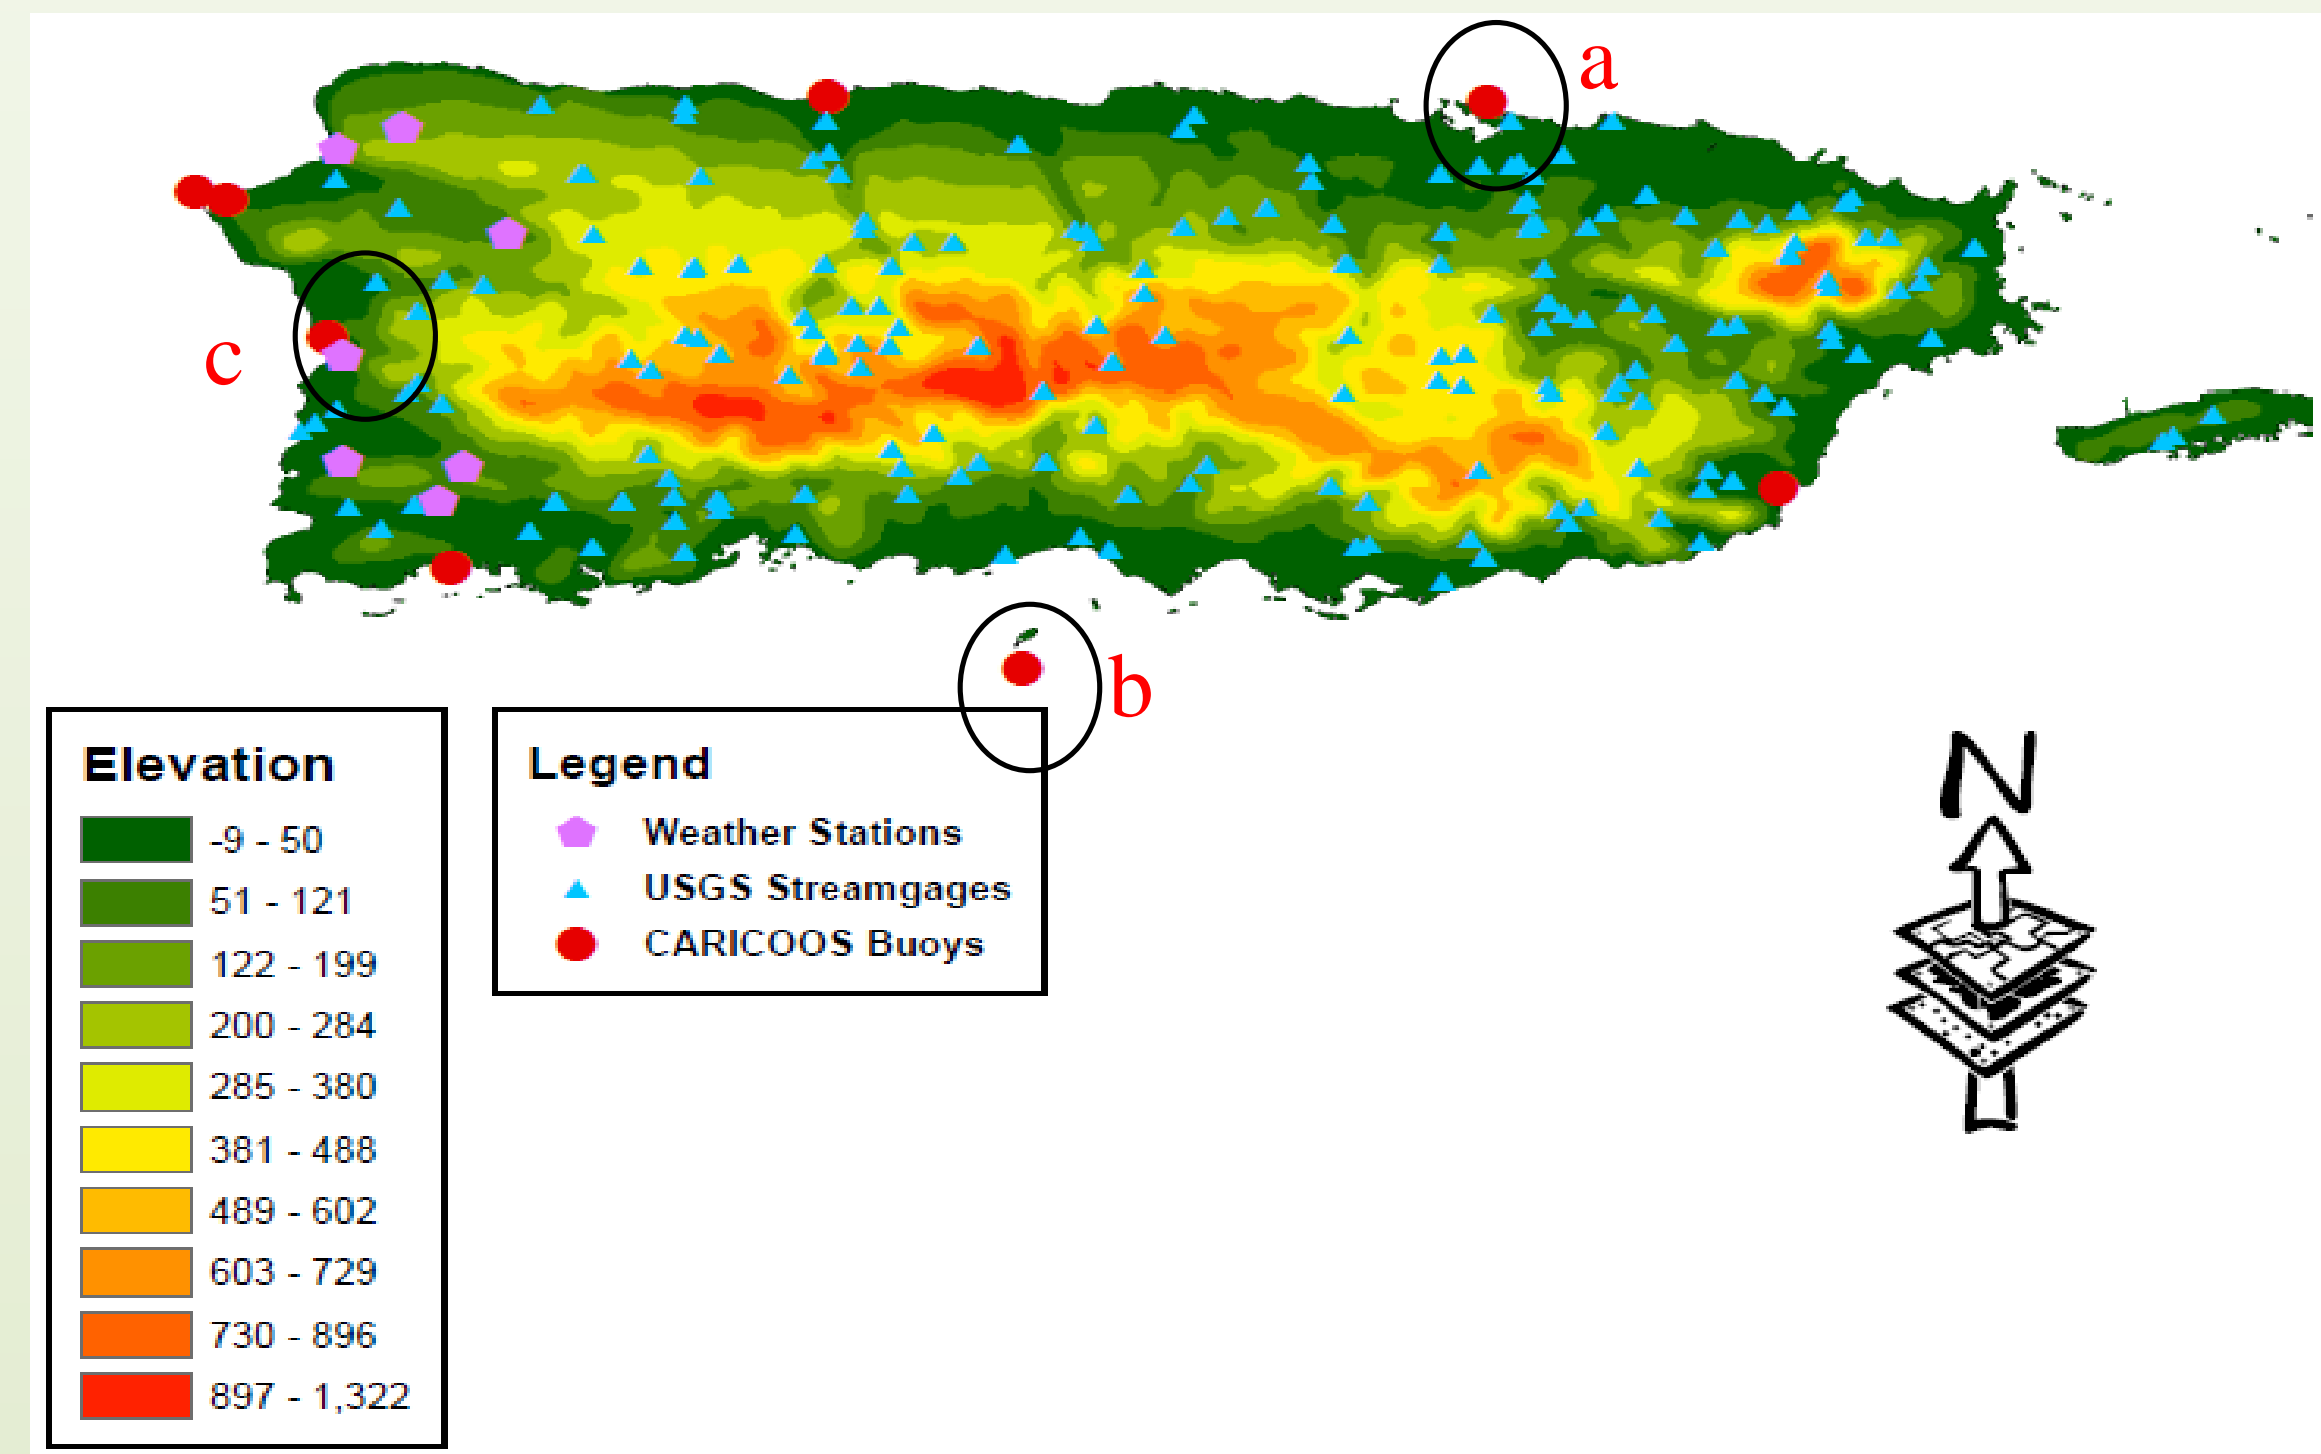 a
c
b
Elevation
-9 - 50
51 - 121
122 - 199
200 - 284
285 - 380
381 - 488
489 - 602
603 - 729
730 - 896
897 - 1,322
Legend
Weather Stations
USGS Streamgages
CARICOOS Buoys
N